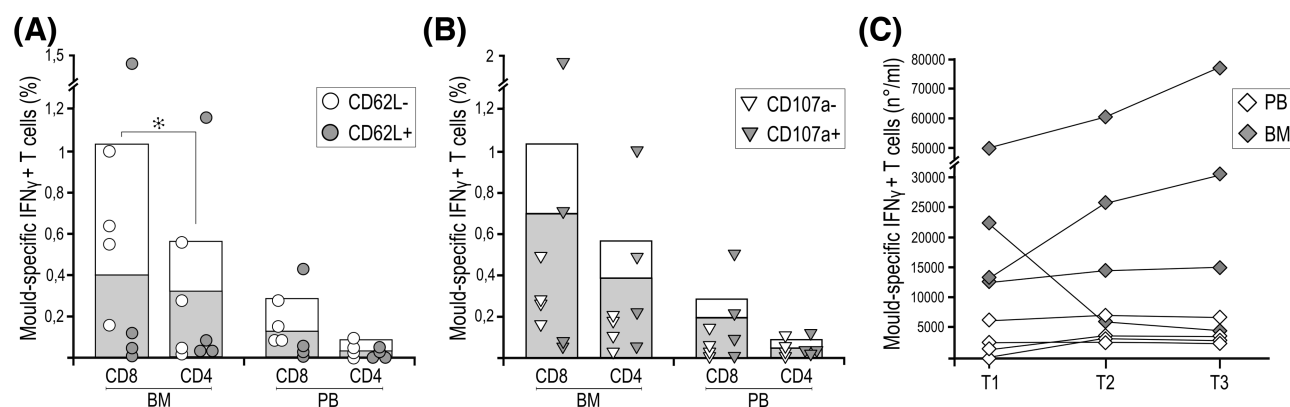 (A)
Mould-specific IFNγ+ T cells (%)
1,5
1,2
1
0,8
0,6
0,4
0,2
CD62L-
CD62L+
*
CD8 CD4 CD8 CD4
BM PB
(B)
Mould-specific IFNγ+ T cells (%)
2
1,2
1
0,8
0,6
0,4
0,2
CD107a-
CD107a+
CD8 CD4 CD8 CD4
BM PB
(C)
Mould-specific IFNγ+ T cells (n°/ml)
80000
70000
60000
50000
30000
25000
20000
15000
10000
5000
PB
BM
T1 T2 T3